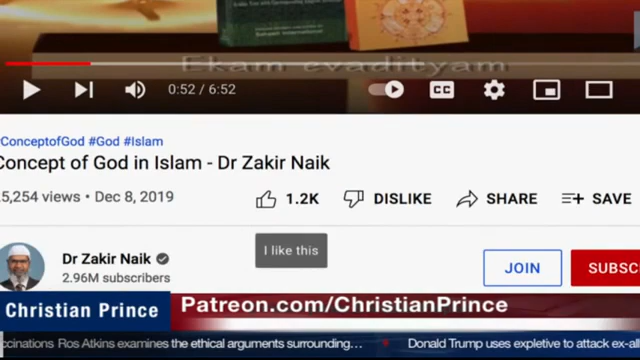 Ekam evadityam
0:52 / 6:52
CC
ConceptofGod #God #Islam
Concept of God in Islam - Dr Zakir Naik
5,254 views • Dec 8, 2019
1.2K
DISLIKE
SHARE
SAVE
I like this
Dr Zakir Naik
2.96M subscribers
JOIN
SUBSC
Christian Prince
Patreon.com/ChristianPrince
ccinations Ros Atkins examines the ethical arguments surrounding…
Donald Trump uses expletive to attack ex-all